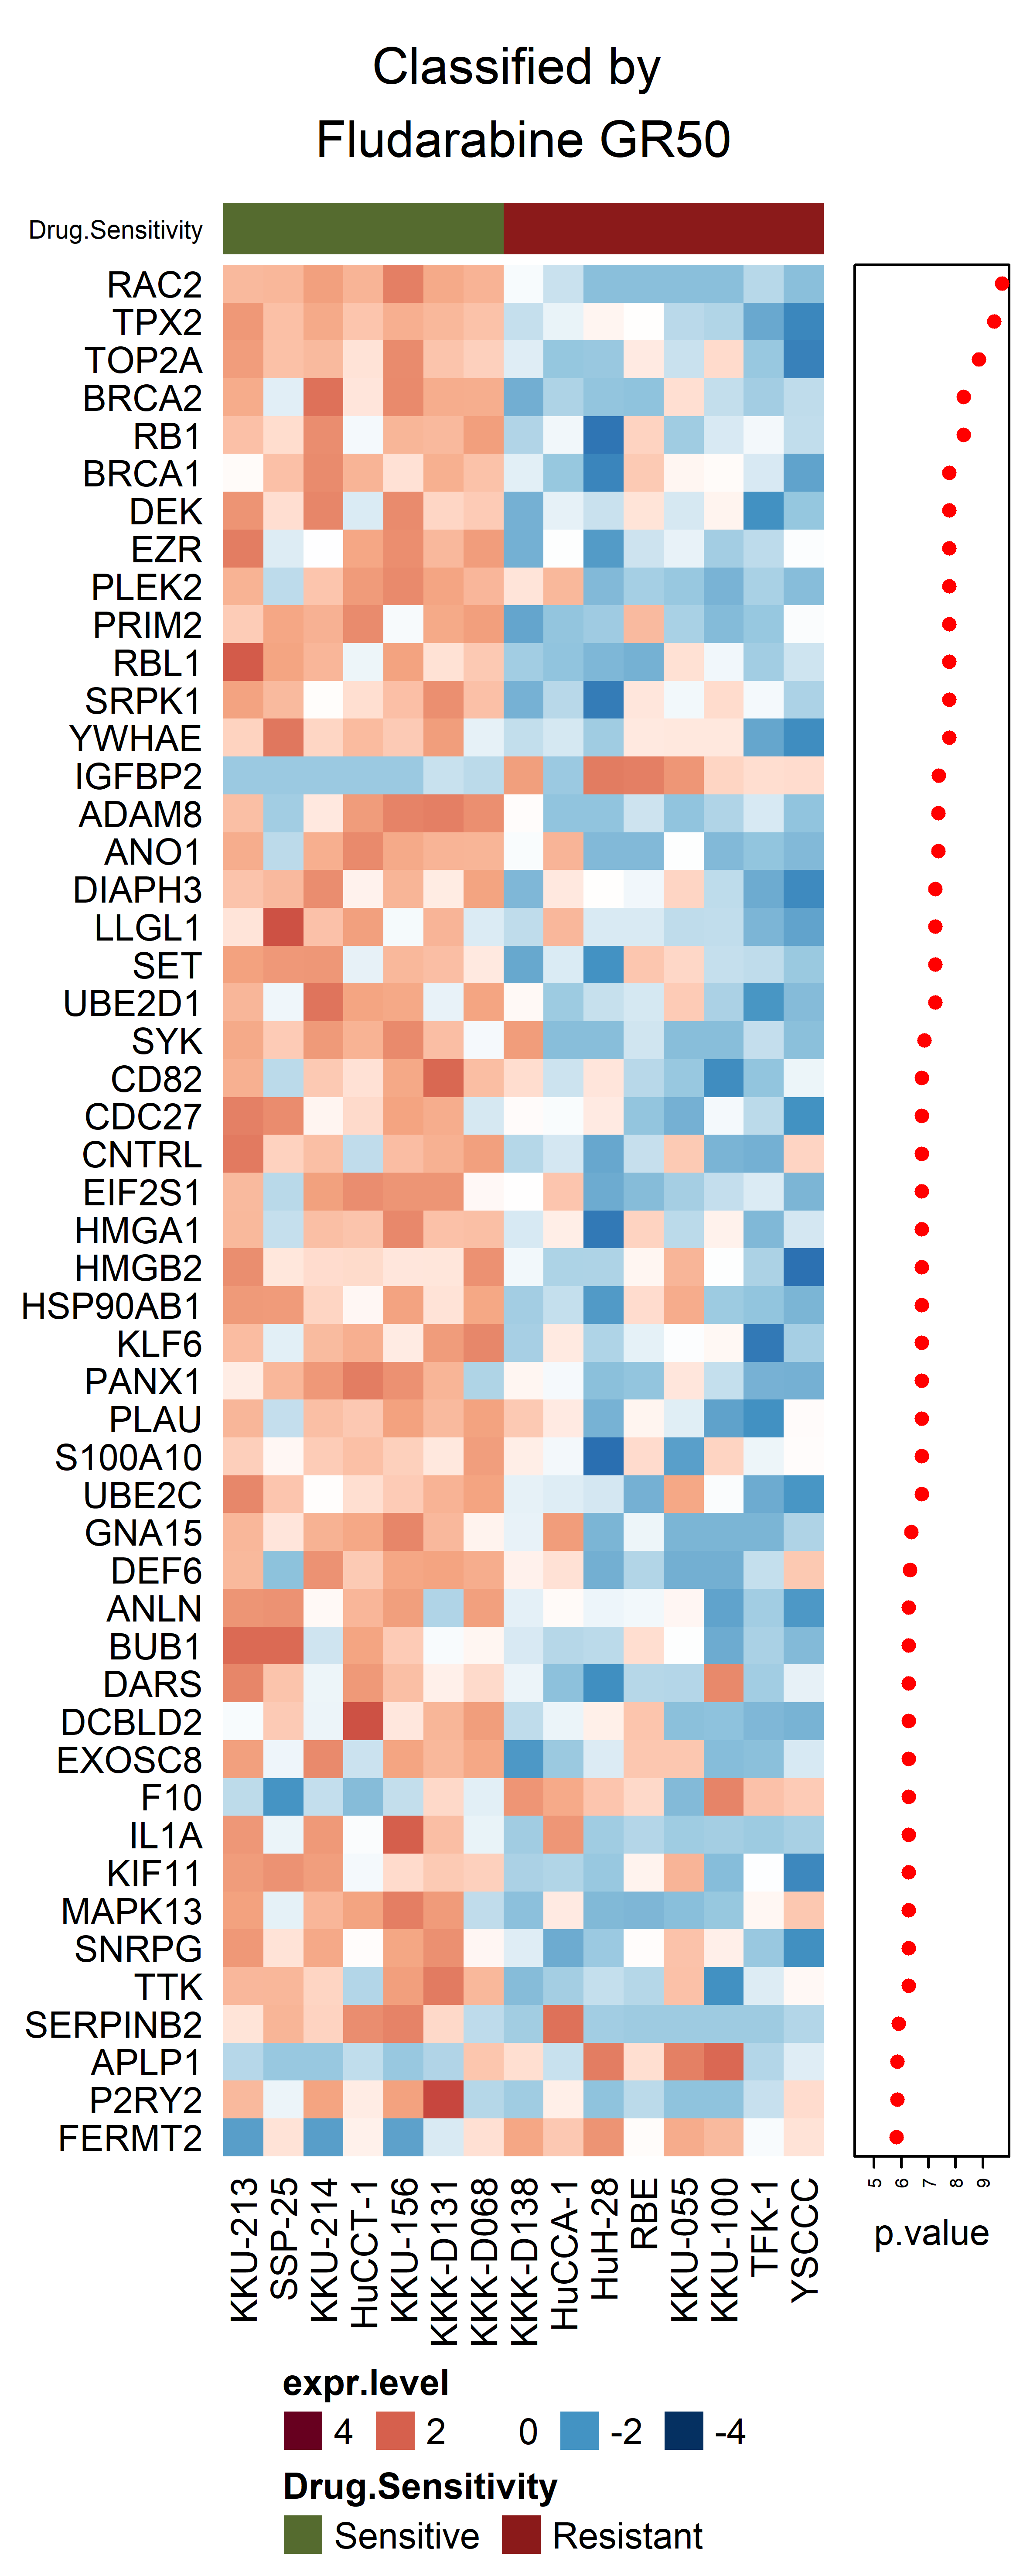 Classified by
Fludarabine GR50
Drug.Sensitivity
RAC2
TPX2
TOP2A
BRCA2
RB1
BRCA1
DEK
EZR
PLEK2
PRIM2
RBL1
SRPK1
YWHAE
IGFBP2
ADAM8
ANO1
DIAPH3
LLGL1
SET
UBE2D1
SYK
CD82
CDC27
CNTRL
EIF2S1
HMGA1
HMGB2
HSP90AB1
KLF6
PANX1
PLAU
S100A10
UBE2C
GNA15
DEF6
ANLN
BUB1
DARS
DCBLD2
EXOSC8
F10
IL1A
KIF11
MAPK13
SNRPG
TTK
SERPINB2
APLP1
P2RY2
FERMT2
KKU-213
SSP-25
KKU-214
HuCCT-1
KKU-156
KKK-D131
KKK-D068
KKK-D138
HuCCA-1
HuH-28
RBE
KKU-055
KKU-100
TFK-1
YSCCC
5
6
7
8
9
p.value
expr.level
4 2 0 -2 -4
Drug.Sensitivity
Sensitive Resistant